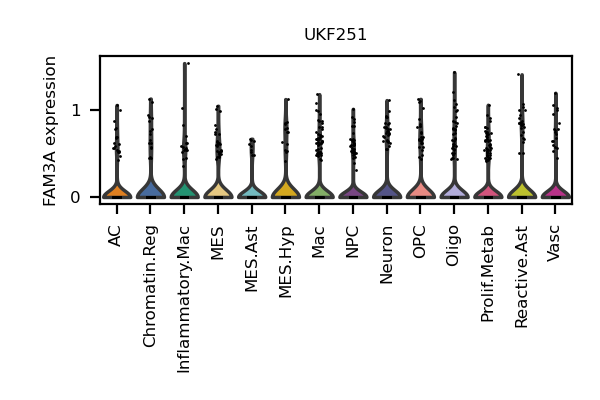 UKF251
FAM3A expression
1
0
AC
Chromatin.Reg
Inflammatory.Mac
MES
MES.Ast
MES.Hyp
Mac
NPC
Neuron
OPC
Oligo
Prolif.Metab
Reactive.Ast
Vasc